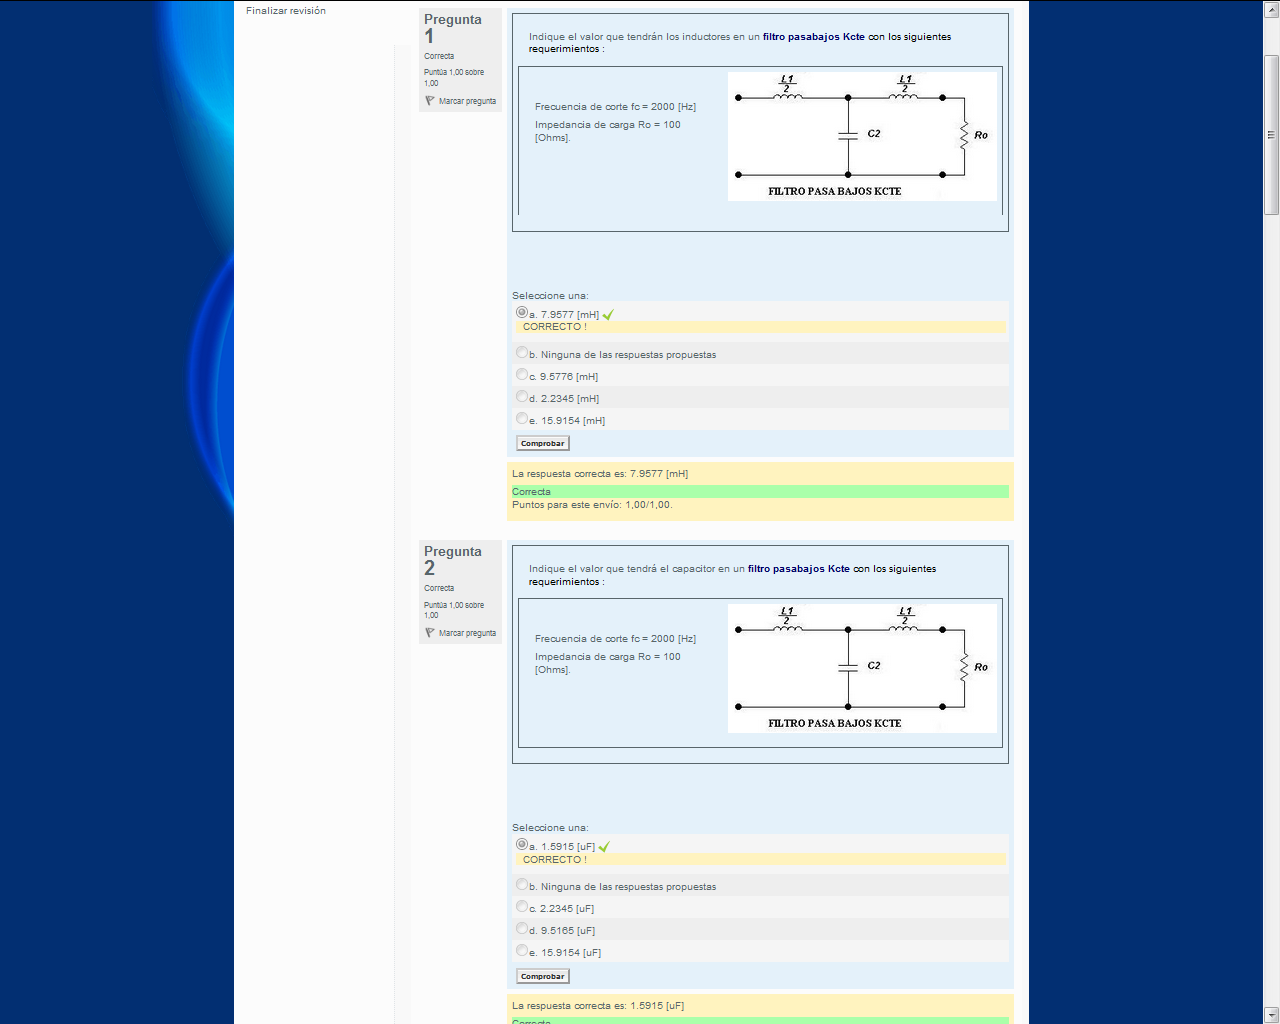 Finalizar revisión
Pregunta
1
Correcta
Puntúa 1,00 sobre
1,00
Marcar pregunta
Indique el valor que tendrán los inductores en un filtro pasabajos Kcte con los siguientes
requerimientos :
Frecuencia de corte fc = 2000 [Hz]
Impedancia de carga Ro = 100
[Ohms].
L1
2
L1
2
C2
Ro
FILTRO PASA BAJOS KCTE
Seleccione una:
a. 7.9577 [mH]
CORRECTO !
b. Ninguna de las respuestas propuestas
c. 9.5776 [mH]
d. 2.2345 [mH]
e. 15.9154 [mH]
Comprobar
La respuesta correcta es: 7.9577 [mH]
Correcta
Puntos para este envío: 1,00/1,00.
Pregunta
2
Correcta
Puntúa 1,00 sobre
1,00
Marcar pregunta
Indique el valor que tendrá el capacitor en un filtro pasabajos Kcte con los siguientes
requerimientos :
Frecuencia de corte fc = 2000 [Hz]
Impedancia de carga Ro = 100
[Ohms].
L1
2
L1
2
C2
Ro
FILTRO PASA BAJOS KCTE
Seleccione una:
a. 1.5915 [uF]
CORRECTO !
b. Ninguna de las respuestas propuestas
c. 2.2345 [uF]
d. 9.5165 [uF]
e. 15.9154 [uF]
Comprobar
La respuesta correcta es: 1.5915 [uF]
Correcta